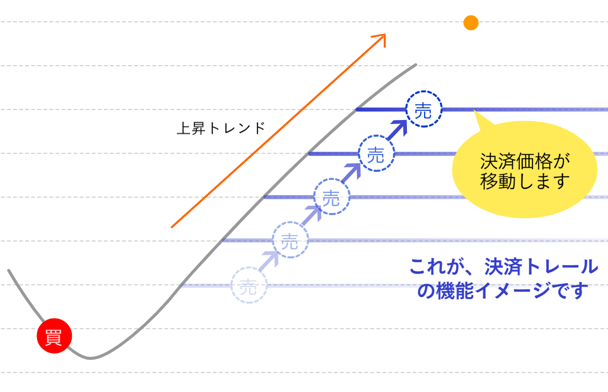 上昇トレンド
売
売
決済価格が
移動します
売
売
これが、決済トレール
の機能イメージです
売
買